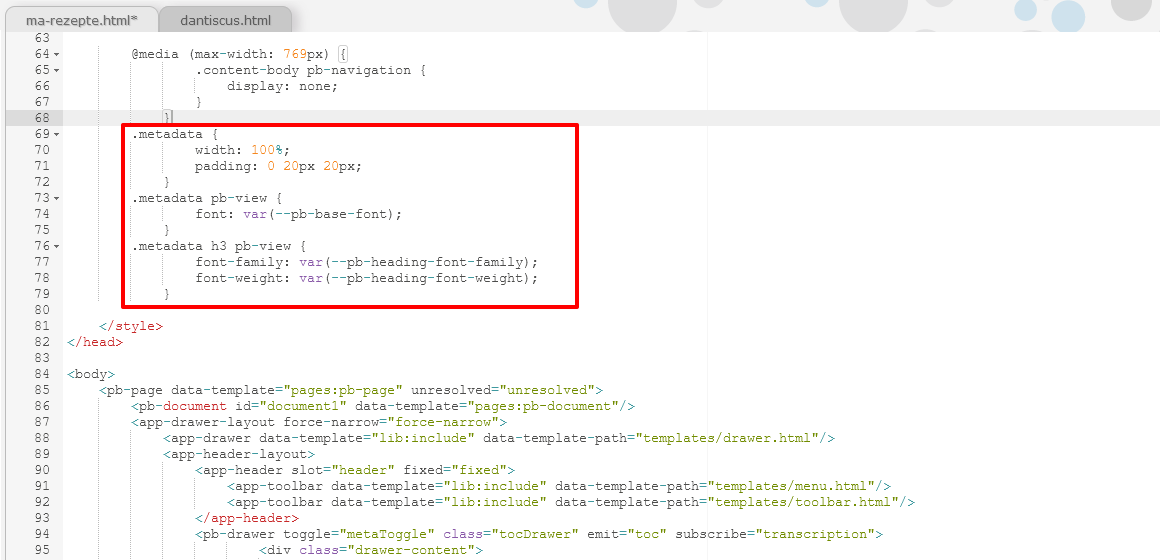 ma-rezepte.html* dantiscus.html
63
64 @media (max-width: 769px) {
65 .content-body pb-navigation {
66 display: none;
67 }
68 }
69 .metadata {
70 width: 100%;
71 padding: 0 20px 20px;
72 }
73 .metadata pb-view {
74 font: var(--pb-base-font);
75 }
76 .metadata h3 pb-view {
77 font-family: var(--pb-heading-font-family);
78 font-weight: var(--pb-heading-font-weight);
79 }
80
81 </style>
82 </head>
83
84 <body>
85 <pb-page data-template="pages:pb-page" unresolved="unresolved">
86 <pb-document id="document1" data-template="pages:pb-document"/>
87 <app-drawer-layout force-narrow="force-narrow">
88 <app-drawer data-template="lib:include" data-template-path="templates/drawer.html"/>
89 <app-header-layout>
90 <app-header slot="header" fixed="fixed">
91 <app-toolbar data-template="lib:include" data-template-path="templates/menu.html"/>
92 <app-toolbar data-template="lib:include" data-template-path="templates/toolbar.html"/>
93 </app-header>
94 <pb-drawer toggle="metaToggle" class="tocDrawer" emit="toc" subscribe="transcription">
95 <div class="drawer-content">